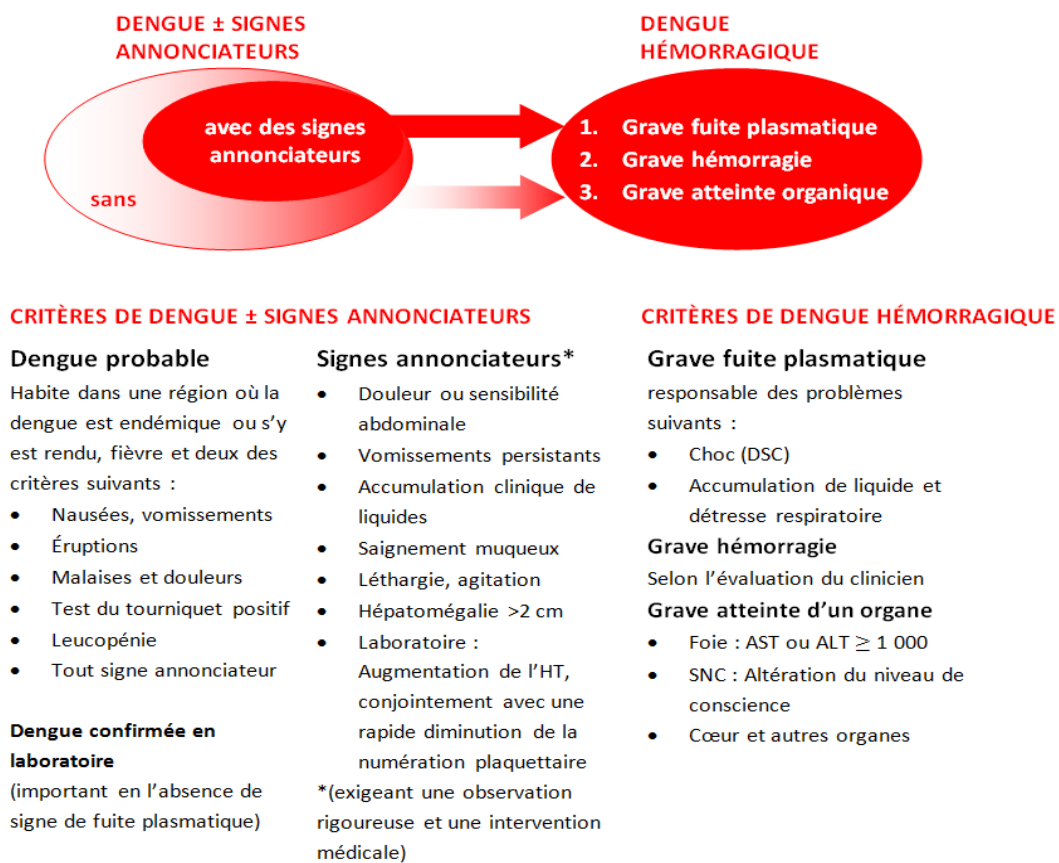 DENGUE ± SIGNES
ANNONCIATEURS
DENGUE
HÉMORRAGIQUE
avec des signes
annonciateurs
sans
1. Grave fuite plasmatique
2. Grave hémorragie
3. Grave atteinte organique
CRITÈRES DE DENGUE ± SIGNES ANNONCIATEURS
Dengue probable
Habite dans une région où la
dengue est endémique ou s’y
est rendu, fièvre et deux des
critères suivants :
• Nausées, vomissements
• Éruptions
• Malaises et douleurs
• Test du tourniquet positif
• Leucopénie
• Tout signe annonciateur
Dengue confirmée en
laboratoire
(important en l’absence de
signe de fuite plasmatique)
Signes annonciateurs*
• Douleur ou sensibilité
abdominale
• Vomissements persistants
• Accumulation clinique de
liquides
• Saignement muqueux
• Léthargie, agitation
• Hépatomégalie >2 cm
• Laboratoire :
Augmentation de l’HT,
conjointement avec une
rapide diminution de la
numération plaquettaire
*(exigeant une observation
rigoureuse et une intervention
médicale)
CRITÈRES DE DENGUE HÉMORRAGIQUE
Grave fuite plasmatique
responsable des problèmes
suivants :
• Choc (DSC)
• Accumulation de liquide et
détresse respiratoire
Grave hémorragie
Selon l’évaluation du clinicien
Grave atteinte d’un organe
• Foie : AST ou ALT ≥ 1 000
• SNC : Altération du niveau de
conscience
• Cœur et autres organes